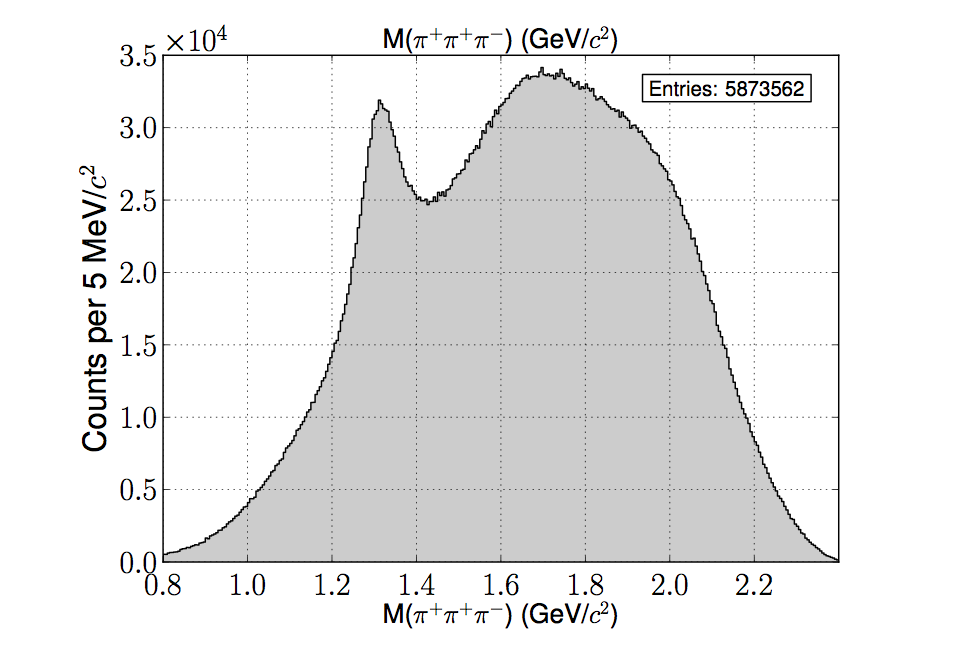 M(π⁺π⁺π⁻) (GeV/c²)
×10⁴
Entries: 5873562
Counts per 5 MeV/c²
3.5
3.0
2.5
2.0
1.5
1.0
0.5
0.0
0.8 1.0 1.2 1.4 1.6 1.8 2.0 2.2
M(π⁺π⁺π⁻) (GeV/c²)